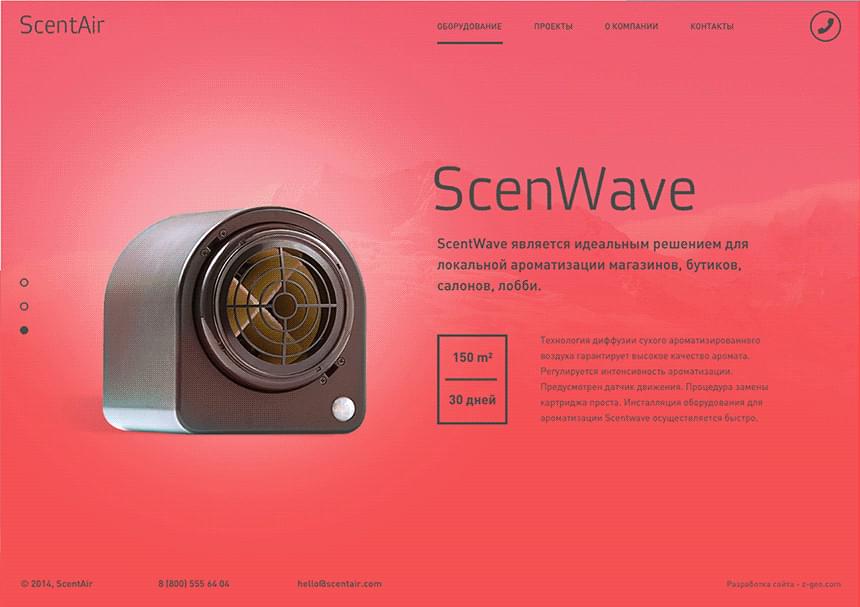 ScentAir
ОБОРУДОВАНИЕ ПРОЕКТЫ О КОМПАНИИ КОНТАКТЫ
ScenWave
ScentWave является идеальным решением для
локальной ароматизации магазинов, бутиков,
салонов, лобби.
150 m²
30 дней
Технология диффузии сухого ароматизированного
воздуха гарантирует высокое качество аромата.
Регулируется интенсивность ароматизации.
Предусмотрен датчик движения. Процедура замены
картриджа проста. Инсталляция оборудования для
ароматизации Scentwave осуществляется быстро.
© 2014, ScentAir 8 (800) 555 64 04 hello@scentair.com Разработка сайта - z-geo.com